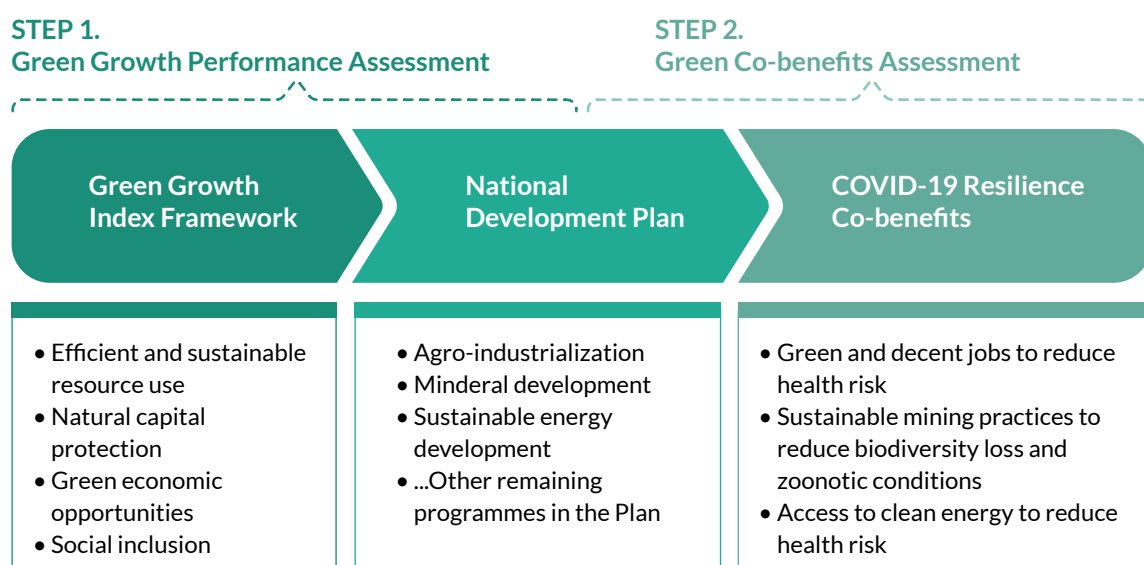 STEP 1.
Green Growth Performance Assessment
STEP 2.
Green Co-benefits Assessment
Green Growth
Index Framework
National
Development Plan
COVID-19 Resilience
Co-benefits
• Efficient and sustainable
resource use
• Natural capital
protection
• Green economic
opportunities
• Social inclusion
• Agro-industrialization
• Minderal development
• Sustainable energy
development
• ...Other remaining
programmes in the Plan
• Green and decent jobs to reduce
health risk
• Sustainable mining practices to
reduce biodiversity loss and
zoonotic conditions
• Access to clean energy to reduce
health risk